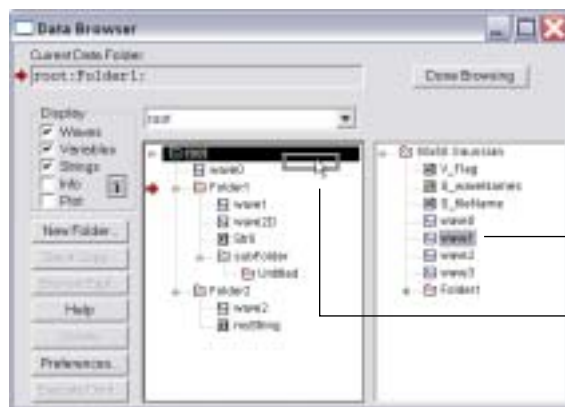 Data Browser
Current Data Folder:
root:Folder1:
Done Browsing
Display
Waves
Variables
Strings
Info
Plot
root
New Folder...
Help
Preferences...
root
wave0
Folder1
wave1
wave2D
Str0
subFolder
Untitled
Folder2
wave2
myString
Multi Gaussian
V_Flag
S_waveNames
S_fileName
wave0
wave1
wave2
wave3
Folder1